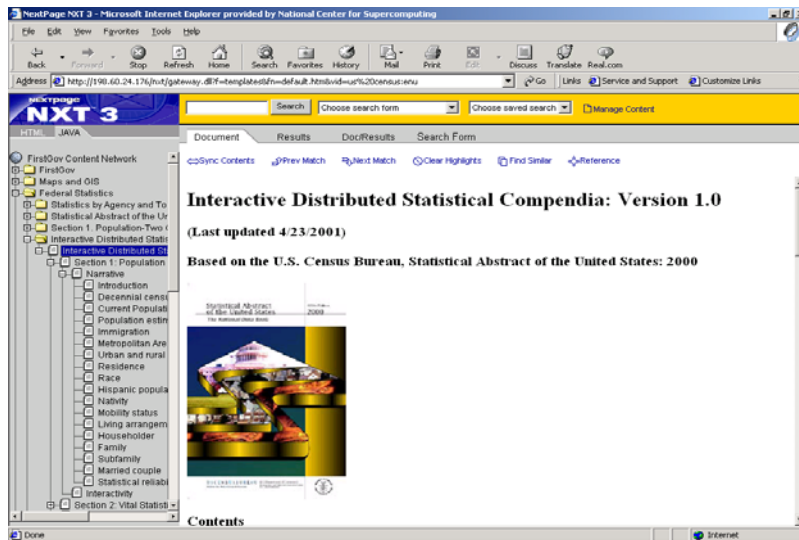 NextPage NXT 3 - Microsoft Internet Explorer provided by National Center for Supercomputing
File Edit View Favorites Tools Help
Back Forward Stop Refresh Home Search Favorites History Mail Print Edit Discuss Translate Real.com
Address http://198.60.24.176/nxt/gateway.dll?f=templates&fn=default.htm&vid=us%20census:enu Go Links Service and Support Customize Links
nextpage
NXT 3
Search Choose search form Choose saved search Manage Content
HTML JAVA
Document Results Doc/Results Search Form
Sync Contents Prev Match Next Match Clear Highlights Find Similar Reference
FirstGov Content Network
FirstGov
Maps and GIS
Federal Statistics
Statistics by Agency and To
Statistical Abstract of the Ur
Section 1. Population-Two
Interactive Distributed Statis
Interactive Distributed St
Section 1: Population
Narrative
Introduction
Decennial censu
Current Populati
Population estim
Immigration
Metropolitan Are
Urban and rural
Residence
Race
Hispanic popula
Nativity
Mobility status
Living arrangem
Householder
Family
Subfamily
Married couple
Statistical reliabi
Interactivity
Section 2: Vital Statisti
Interactive Distributed Statistical Compendia: Version 1.0
(Last updated 4/23/2001)
Based on the U.S. Census Bureau, Statistical Abstract of the United States: 2000
Statistical Abstract
of the United States
2000
The National Data Book
Contents
Done
Internet